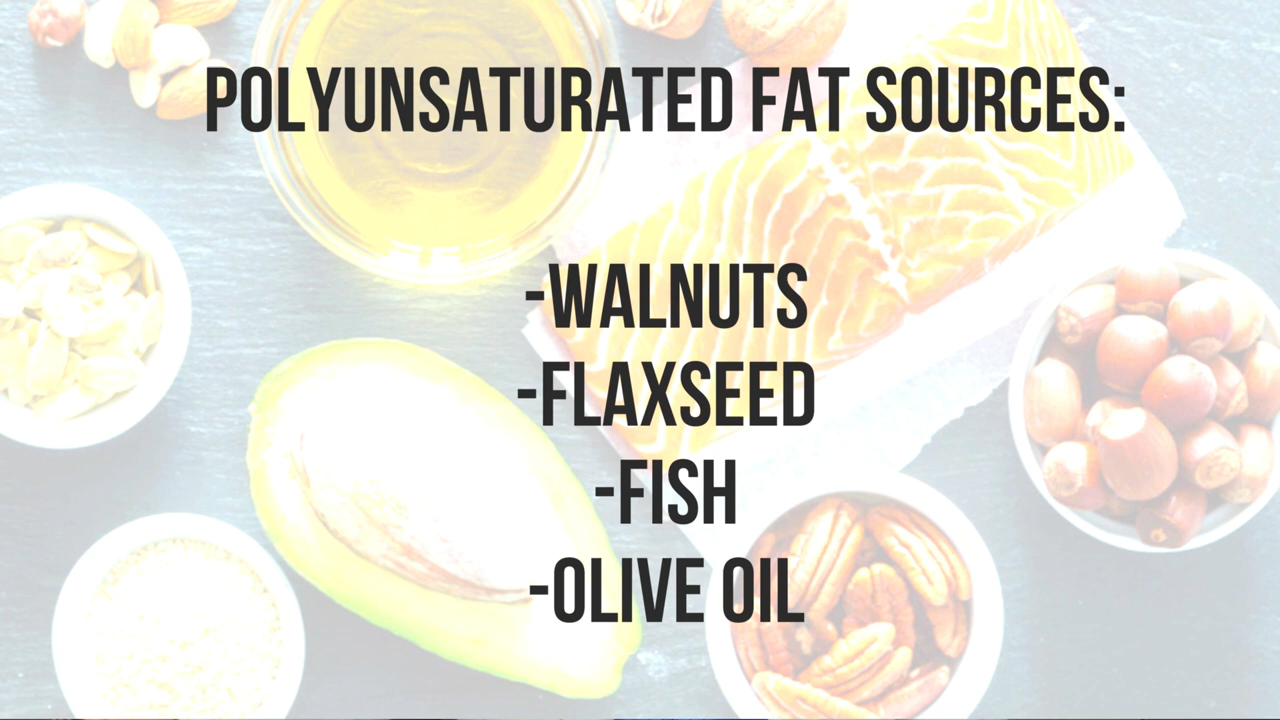 POLYUNSATURATED FAT SOURCES:
-WALNUTS
-FLAXSEED
-FISH
-OLIVE OIL